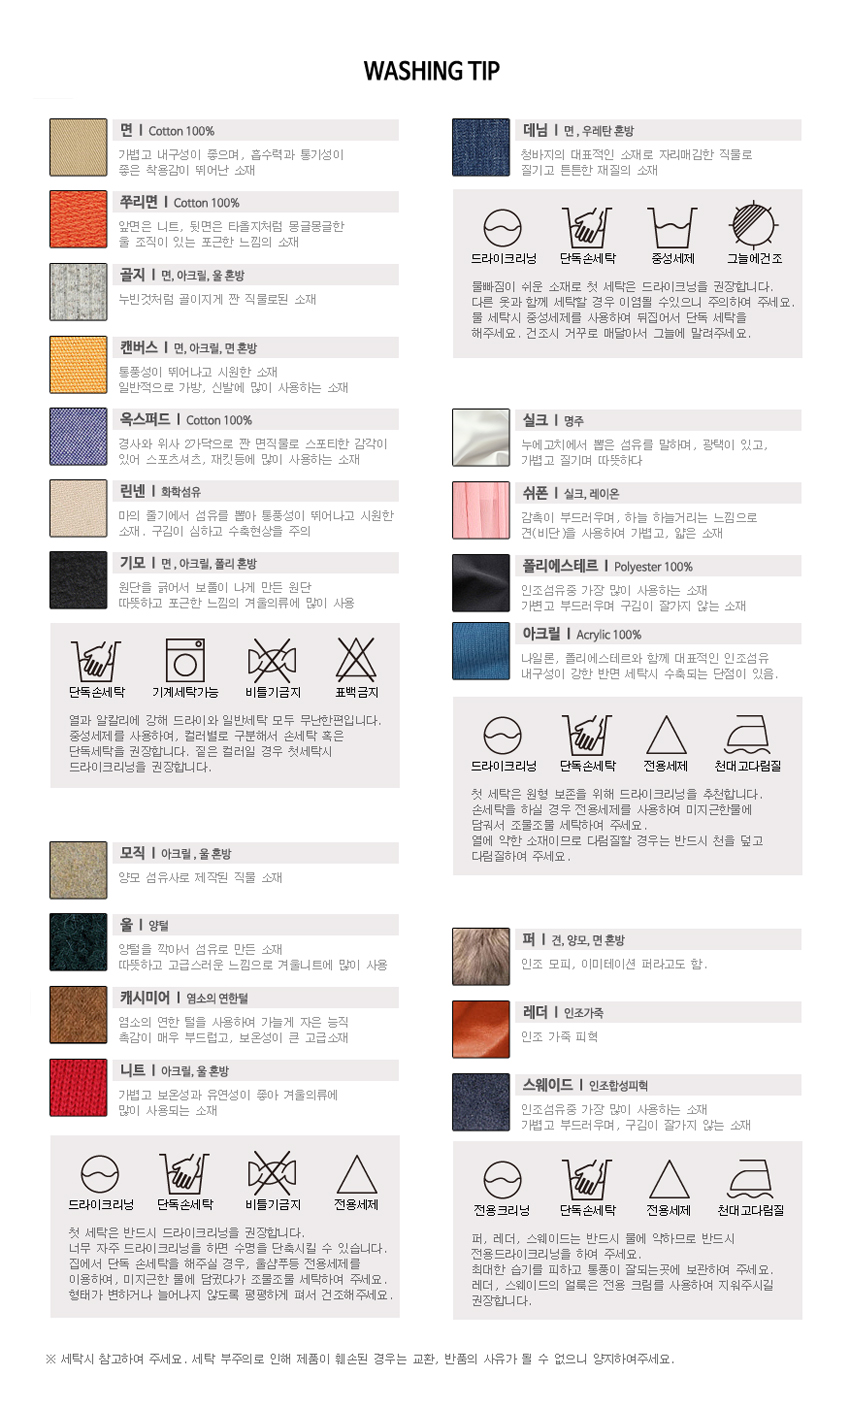 WASHING TIP
면 I Cotton 100%
가볍고 내구성이 좋으며, 흡수력과 통기성이
좋은 착용감이 뛰어난 소재
쭈리면 I Cotton 100%
앞면은 니트, 뒷면은 타올지처럼 몽글몽글한
울 조직이 있는 포근한 느낌의 소재
골지 I 면, 아크릴, 울 혼방
누빈것처럼 골이지게 짠 직물로된 소재
캔버스 I 면, 아크릴, 면 혼방
통풍성이 뛰어나고 시원한 소재
일반적으로 가방, 신발에 많이 사용하는 소재
옥스퍼드 I Cotton 100%
경사와 위사 2가닥으로 짠 면직물로 스포티한 감각이
있어 스포츠셔츠, 재킷등에 많이 사용하는 소재
린넨 I 화학섬유
마의 줄기에서 섬유를 뽑아 통풍성이 뛰어나고 시원한
소재. 구김이 심하고 수축현상을 주의
기모 I 면, 아크릴, 폴리 혼방
원단을 긁어서 보풀이 나게 만든 원단
따뜻하고 포근한 느낌의 겨울의류에 많이 사용
단독손세탁 기계세탁가능 비틀기금지 표백금지
열과 알칼리에 강해 드라이와 일반세탁 모두 무난한편입니다.
중성세제를 사용하여, 컬러별로 구분해서 손세탁 혹은
단독세탁을 권장합니다. 짙은 컬러일 경우 첫세탁시
드라이크리닝을 권장합니다.
모직 I 아크릴, 울 혼방
양모 섬유사로 제작된 직물 소재
울 I 양털
양털을 깍아서 섬유로 만든 소재
따뜻하고 고급스러운 느낌으로 겨울니트에 많이 사용
캐시미어 I 염소의 연한털
염소의 연한 털을 사용하여 가늘게 자은 능직
촉감이 매우 부드럽고, 보온성이 큰 고급소재
니트 I 아크릴, 울 혼방
가볍고 보온성과 유연성이 좋아 겨울의류에
많이 사용되는 소재
드라이크리닝 단독손세탁 비틀기금지 전용세제
첫 세탁은 반드시 드라이크리닝을 권장합니다.
너무 자주 드라이크리닝을 하면 수명을 단축시킬 수 있습니다.
집에서 단독 손세탁을 해주실 경우, 울샴푸등 전용세제를
이용하여, 미지근한 물에 담궜다가 조물조물 세탁하여 주세요.
형태가 변하거나 늘어나지 않도록 평평하게 펴서 건조해주세요.
데님 I 면, 우레탄 혼방
청바지의 대표적인 소재로 자리매김한 직물로
질기고 튼튼한 재질의 소재
드라이크리닝 단독손세탁 중성세제 그늘에건조
물빠짐이 쉬운 소재로 첫 세탁은 드라이크닝을 권장합니다.
다른 옷과 함께 세탁할 경우 이염될 수있으니 주의하여 주세요.
물 세탁시 중성세제를 사용하여 뒤집어서 단독 세탁을
해주세요. 건조시 거꾸로 매달아서 그늘에 말려주세요.
실크 I 명주
누에고치에서 뽑은 섬유를 말하며, 광택이 있고,
가볍고 질기며 따뜻하다
쉬폰 I 실크, 레이온
감촉이 부드러우며, 하늘 하늘거리는 느낌으로
견(비단)을 사용하여 가볍고, 얇은 소재
폴리에스테르 I Polyester 100%
인조섬유중 가장 많이 사용하는 소재
가변고 부드러우며 구김이 잘가지 않는 소재
아크릴 I Acrylic 100%
나일론, 폴리에스테르와 함께 대표적인 인조섬유
내구성이 강한 반면 세탁시 수축되는 단점이 있음.
드라이크리닝 단독손세탁 전용세제 천대고다림질
첫 세탁은 원형 보존을 위해 드라이크리닝을 추천합니다.
손세탁을 하실 경우 전용세제를 사용하여 미지근한물에
담궈서 조물조물 세탁하여 주세요.
열에 약한 소재이므로 다림질할 경우는 반드시 천을 덮고
다림질하여 주세요.
퍼 I 견, 양모, 면 혼방
인조 모피, 이미테이션 퍼라고도 함.
레더 I 인조가죽
인조 가죽 피혁
스웨이드 I 인조합성피혁
인조섬유중 가장 많이 사용하는 소재
가볍고 부드러우며, 구김이 잘가지 않는 소재
전용크리닝 단독손세탁 전용세제 천대고다림질
퍼, 레더, 스웨이드는 반드시 물에 약하므로 반드시
전용드라이크리닝을 하여 주세요.
최대한 습기를 피하고 통풍이 잘되는곳에 보관하여 주세요.
레더, 스웨이드의 얼룩은 전용 크림를 사용하여 지워주시길
권장합니다.
※ 세탁시 참고하여 주세요. 세탁 부주의로 인해 제품이 훼손된 경우는 교환, 반품의 사유가 될 수 없으니 양지하여주세요.